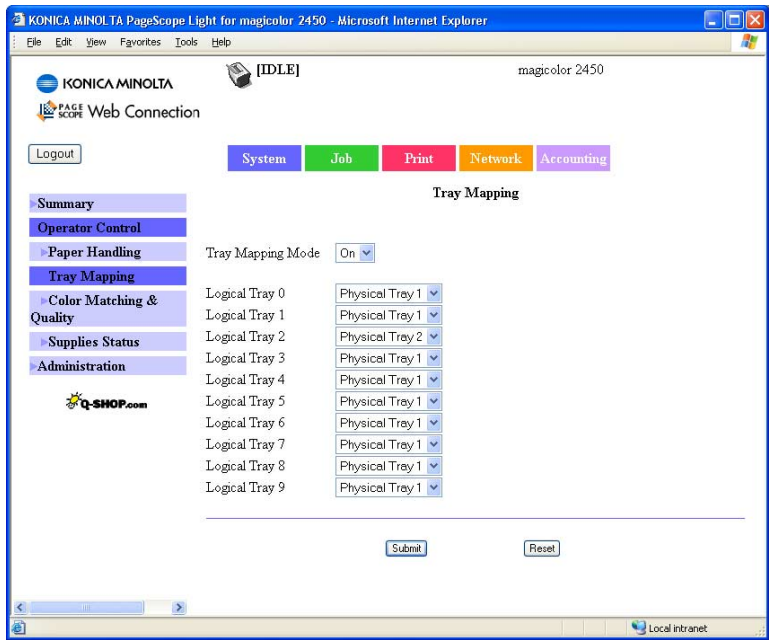 KONICA MINOLTA PageScope Light for magicolor 2450 - Microsoft Internet Explorer
File Edit View Favorites Tools Help
KONICA MINOLTA
[IDLE]
magicolor 2450
PAGE SCOPE Web Connection
Logout
System Job Print Network Accounting
Tray Mapping
Summary
Operator Control
Paper Handling
Tray Mapping
Color Matching &
Quality
Supplies Status
Administration
Q-SHOP.com
Tray Mapping Mode On
Logical Tray 0 Physical Tray 1
Logical Tray 1 Physical Tray 1
Logical Tray 2 Physical Tray 2
Logical Tray 3 Physical Tray 1
Logical Tray 4 Physical Tray 1
Logical Tray 5 Physical Tray 1
Logical Tray 6 Physical Tray 1
Logical Tray 7 Physical Tray 1
Logical Tray 8 Physical Tray 1
Logical Tray 9 Physical Tray 1
Submit Reset
Local intranet